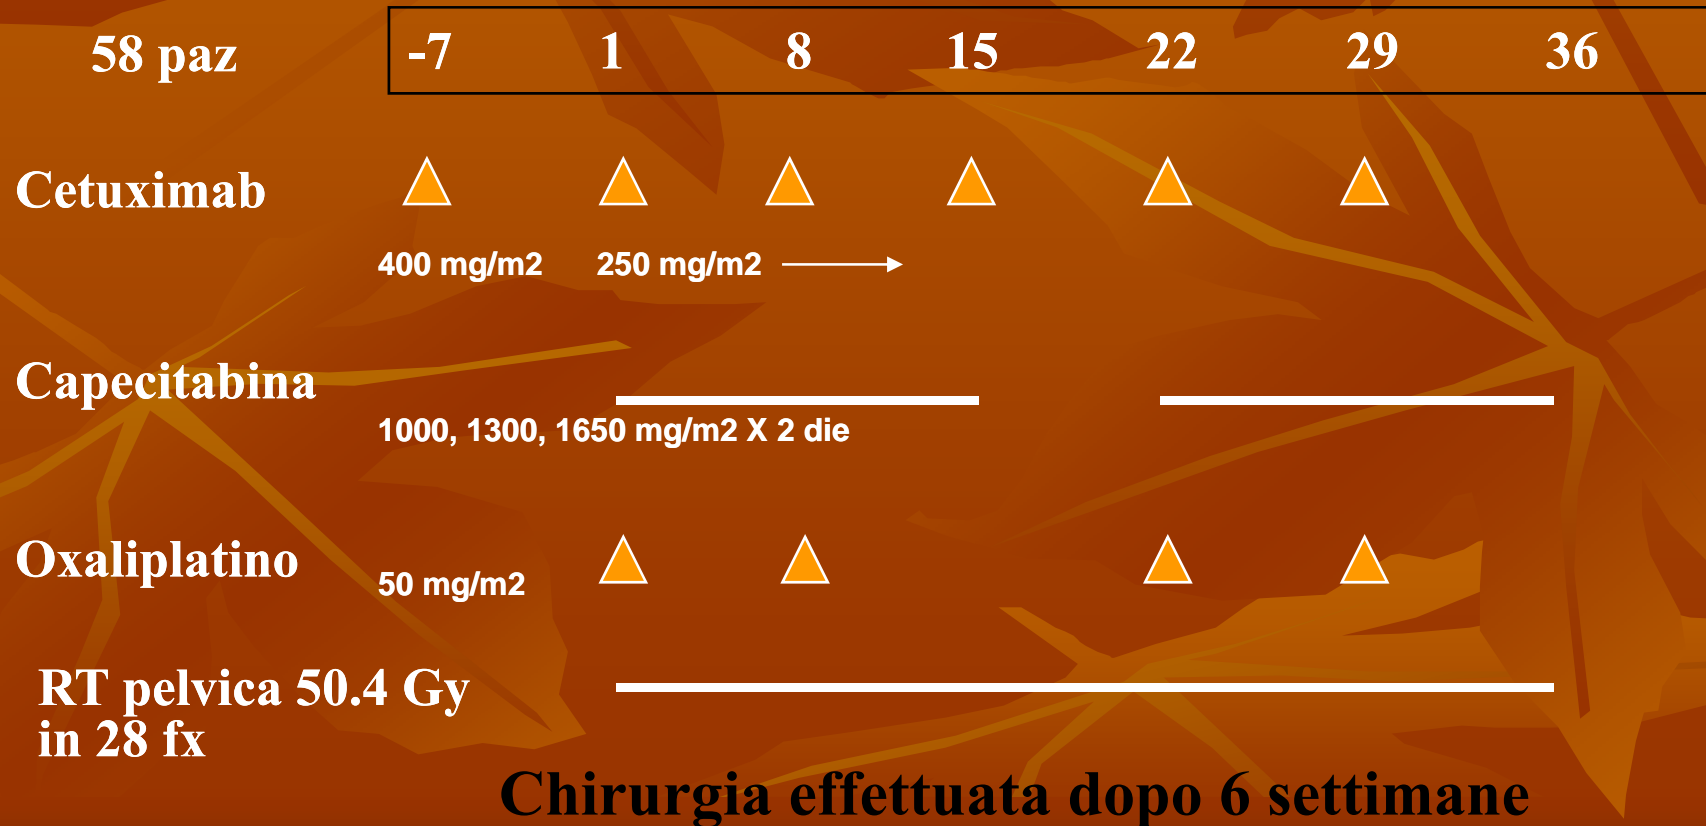 58 paz -7 1 8 15 22 29 36
Cetuximab
400 mg/m2 250 mg/m2
Capecitabina
1000, 1300, 1650 mg/m2 X 2 die
Oxaliplatino
50 mg/m2
RT pelvica 50.4 Gy
in 28 fx
Chirurgia effettuata dopo 6 settimane